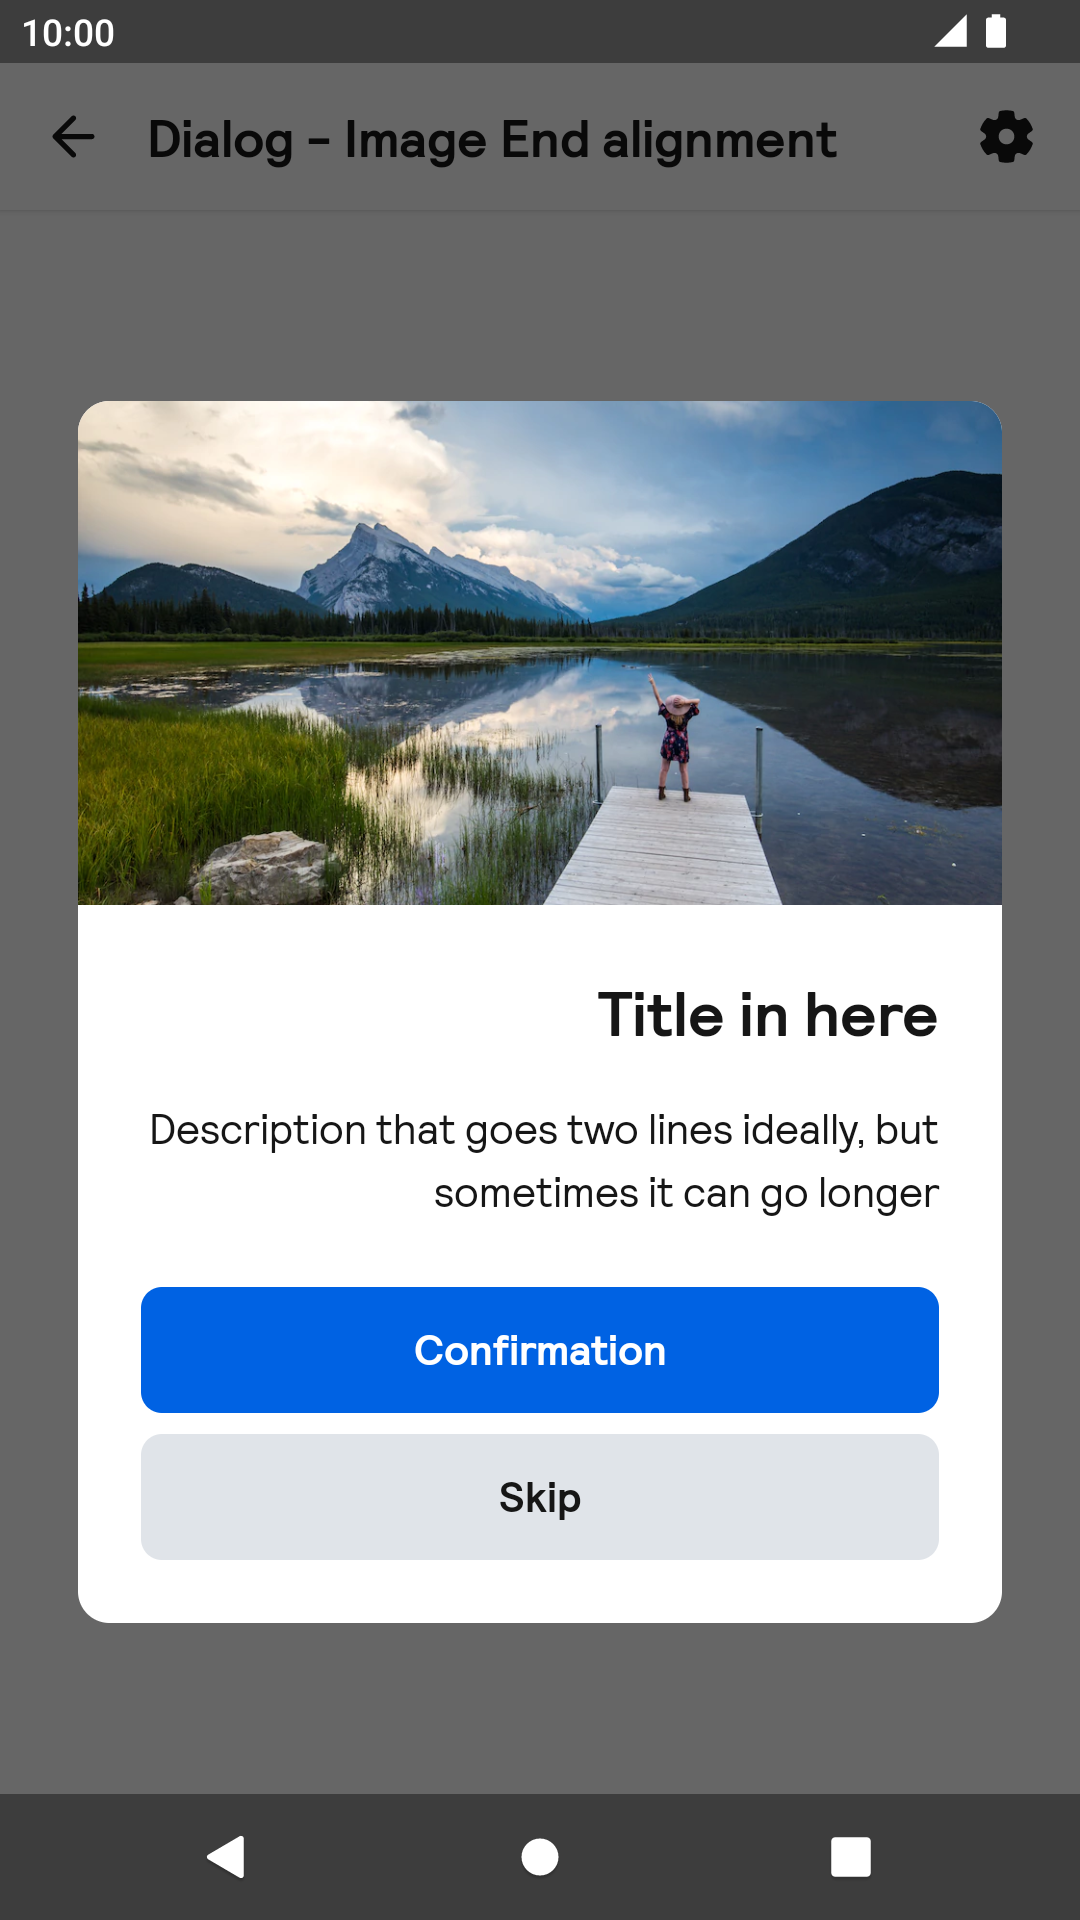 10:00
Dialog - Image End alignment
Title in here
Description that goes two lines ideally, but
sometimes it can go longer
Confirmation
Skip